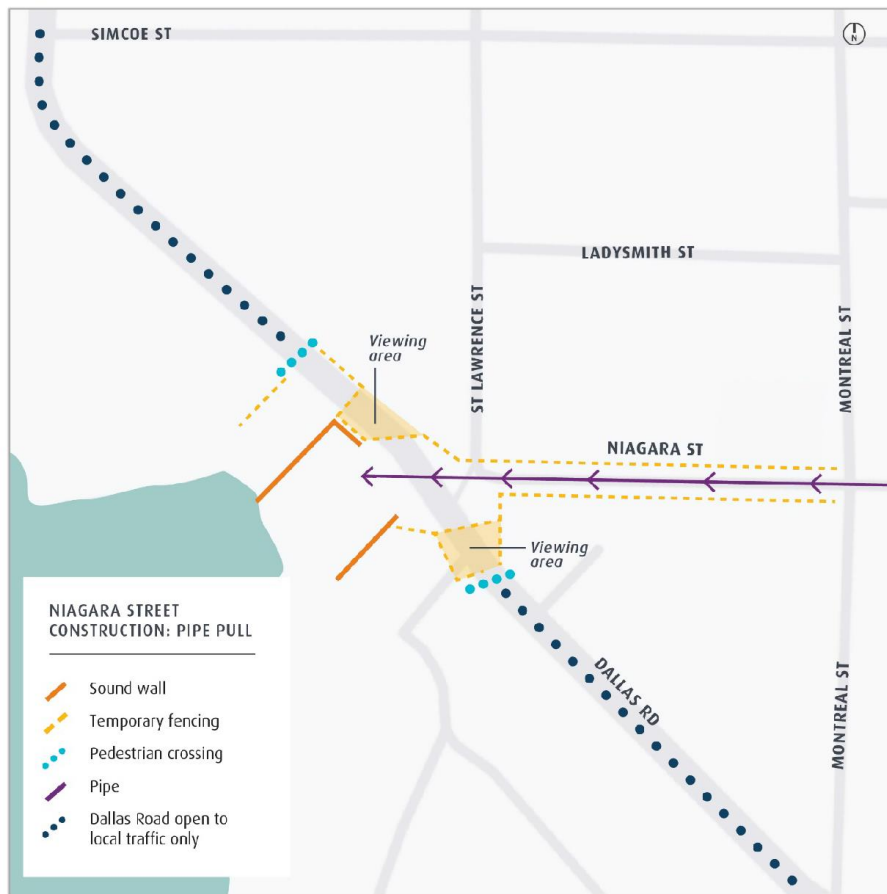 SIMCOE ST
N
LADYSMITH ST
ST LAWRENCE ST
MONTREAL ST
Viewing
area
NIAGARA ST
Viewing
area
DALLAS RD
MONTREAL ST
NIAGARA STREET
CONSTRUCTION: PIPE PULL
Sound wall
Temporary fencing
Pedestrian crossing
Pipe
Dallas Road open to
local traffic only